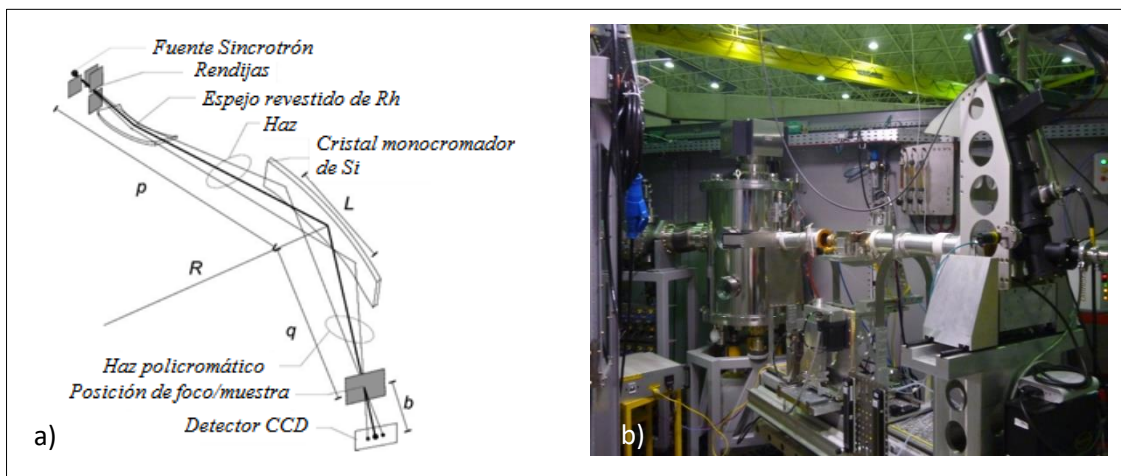 Fuente Sincrotrón
Rendijas
Espejo revestido de Rh
Haz
Cristal monocromador
de Si
p
L
R
q
Haz policromático
Posición de foco/muestra
b
Detector CCD
a)
b)